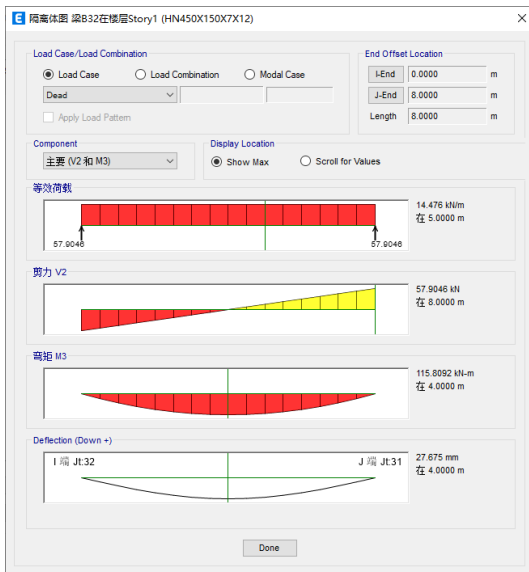 E 隔离体图 梁B32在楼层Story1 (HN450X150X7X12)
Load Case/Load Combination
End Offset Location
Load Case Load Combination Modal Case
I-End 0.0000 m
Dead
J-End 8.0000 m
Apply Load Pattern
Length 8.0000 m
Component
Display Location
主要 (V2 和 M3)
Show Max Scroll for Values
等效荷载
14.476 kN/m
在 5.0000 m
57.9046 57.9046
剪力 V2
57.9046 kN
在 8.0000 m
弯矩 M3
115.8092 kN-m
在 4.0000 m
Deflection (Down +)
I 端 Jt:32 J 端 Jt:31
27.675 mm
在 4.0000 m
Done